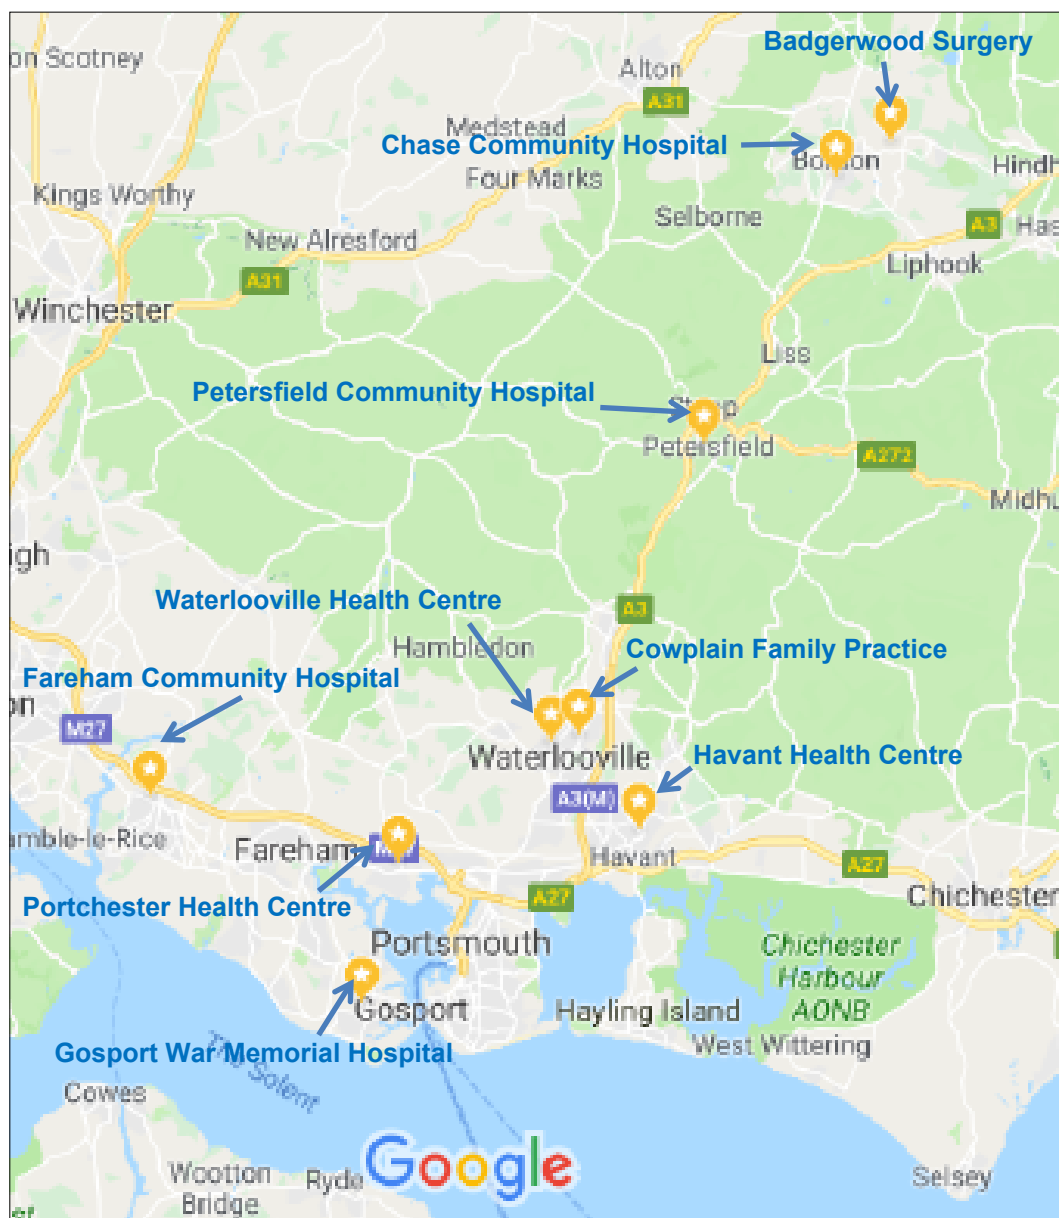 Badgerwood Surgery
on Scotney
Alton
A31
Medstead
Chase Community Hospital
Bordon
Four Marks
Hindh
Kings Worthy
Selborne
A3
Has
New Alresford
Liphook
A31
Winchester
Liss
Petersfield Community Hospital
Petersfield
A272
Midhu
igh
Waterlooville Health Centre
A3
Hambledon
Cowplain Family Practice
Fareham Community Hospital
on
M27
Waterlooville
Havant Health Centre
A3(M)
amble-le-Rice
Fareham
Havant
A27
Chichester
A27
Portchester Health Centre
Portsmouth
Chichester
Harbour
AONB
Gosport
Hayling Island
West Wittering
Gosport War Memorial Hospital
The Solent
Cowes
Google
Wootton
Bridge
Ryde
Selsey